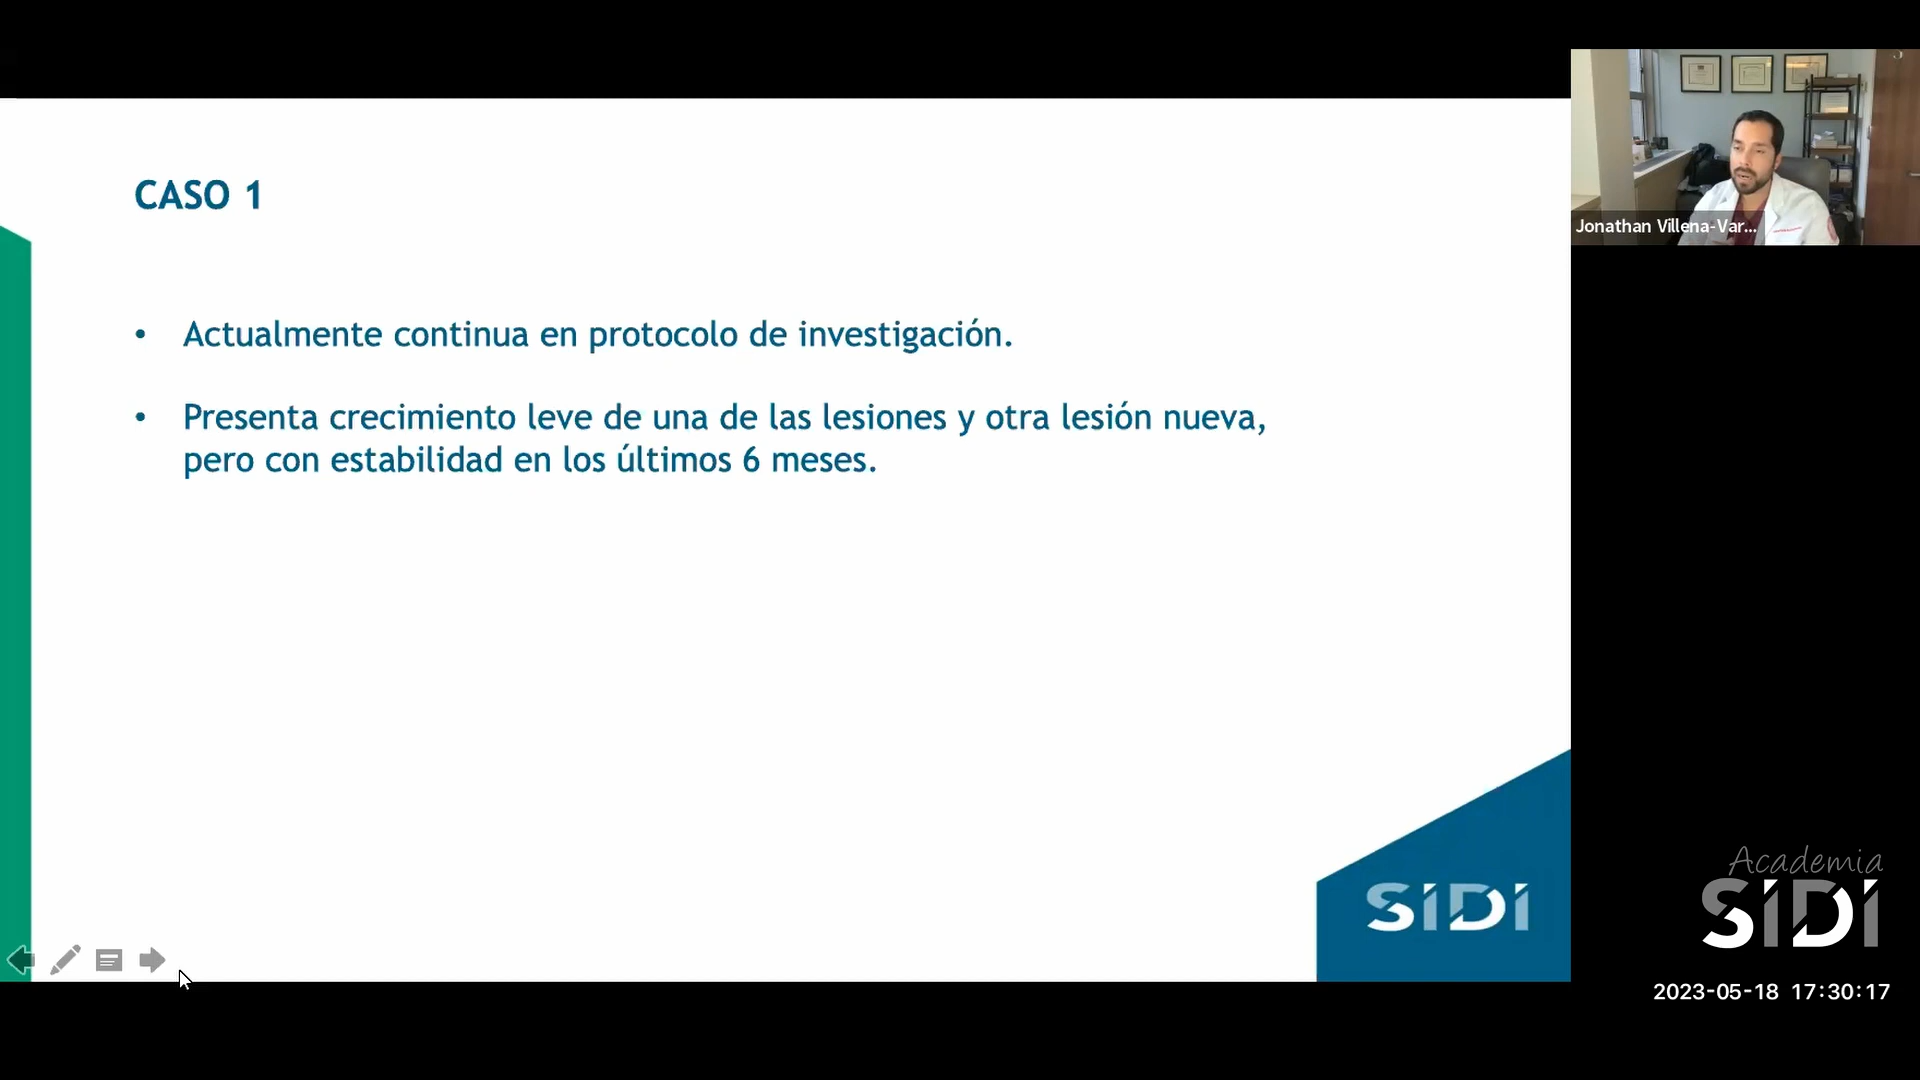 CASO 1
• Actualmente continua en protocolo de investigación.
• Presenta crecimiento leve de una de las lesiones y otra lesión nueva,
pero con estabilidad en los últimos 6 meses.
SiDi
Jonathan Villena-Var...
Academia
SiDi
2023-05-18 17:30:17